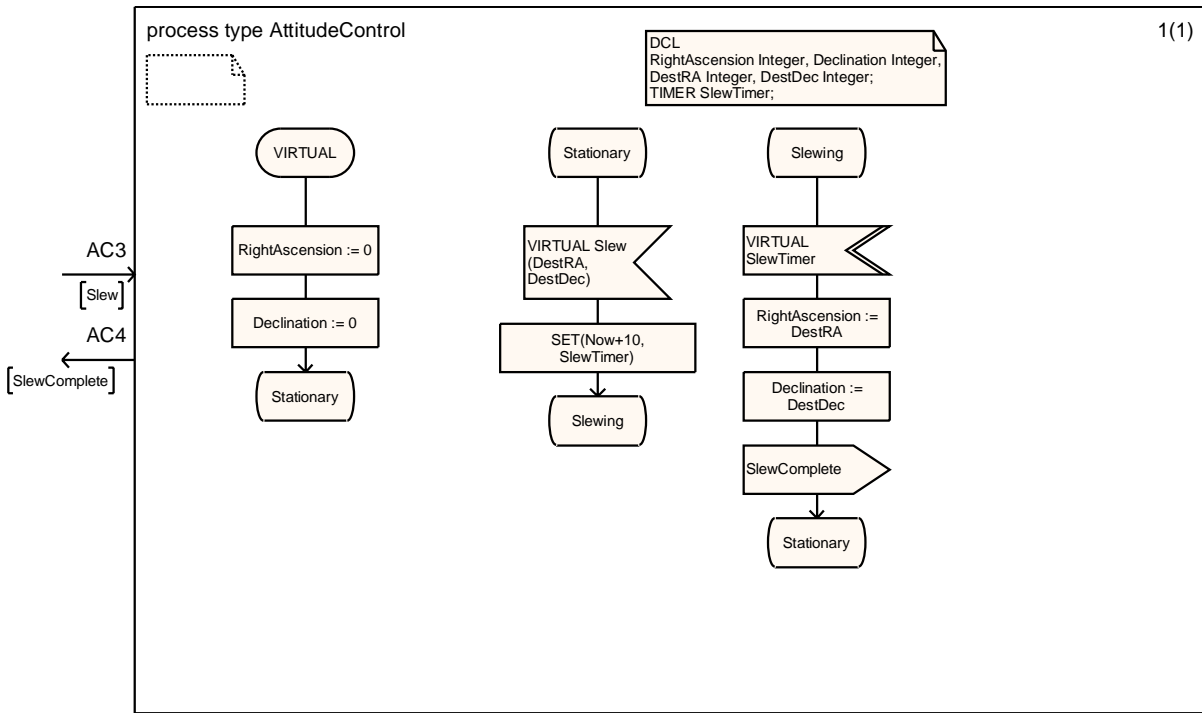 process type AttitudeControl
1(1)
DCL
RightAscension Integer, Declination Integer,
DestRA Integer, DestDec Integer;
TIMER SlewTimer;
VIRTUAL
RightAscension := 0
Declination := 0
Stationary
Stationary
VIRTUAL Slew
(DestRA,
DestDec)
SET(Now+10,
SlewTimer)
Slewing
Slewing
VIRTUAL
SlewTimer
RightAscension :=
DestRA
Declination :=
DestDec
SlewComplete
Stationary
AC3
[Slew]
AC4
[SlewComplete]